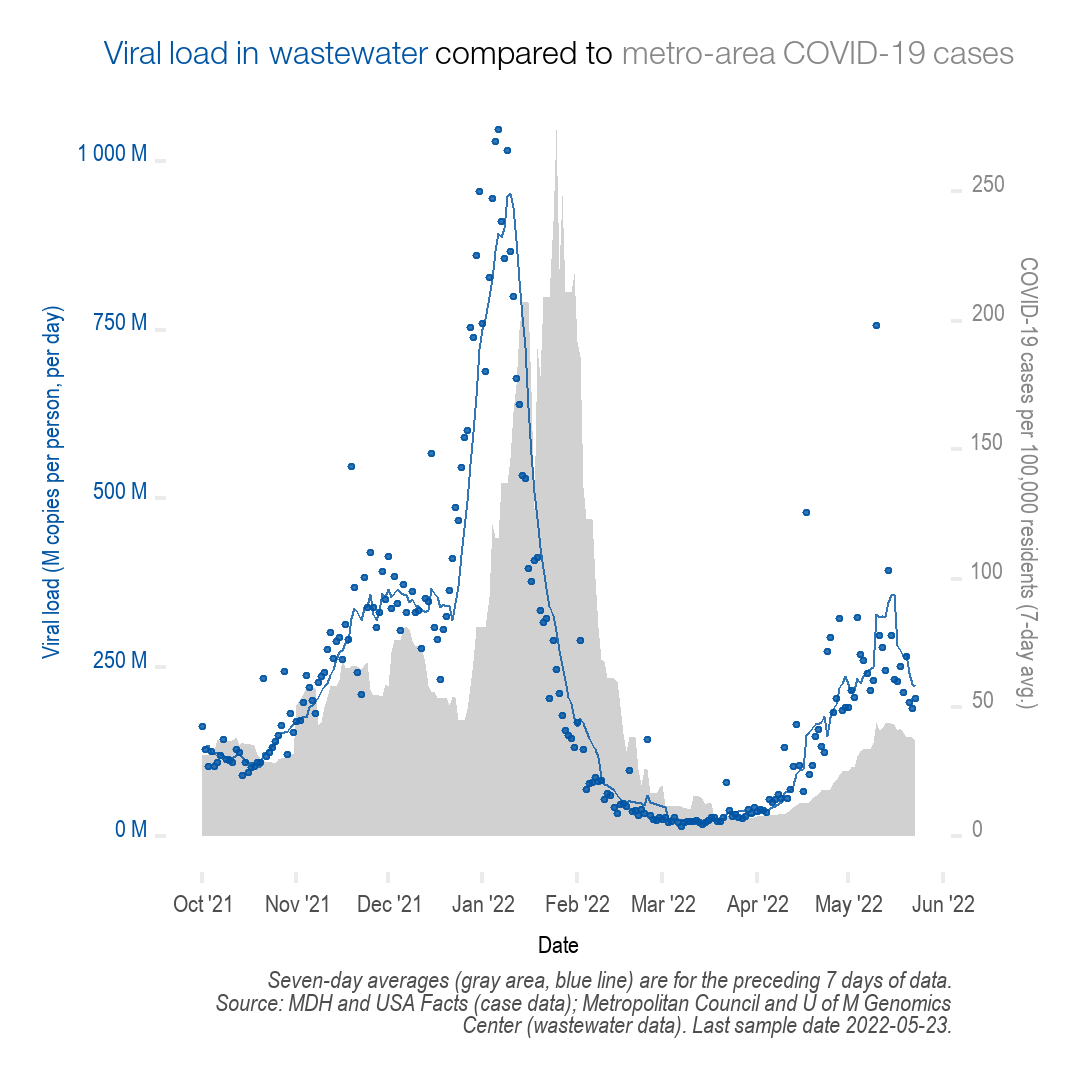 Viral load in wastewater compared to metro-area COVID-19 cases
1 000 M
750 M
500 M
250 M
0 M
Viral load (M copies per person, per day)
250
200
150
100
50
0
COVID-19 cases per 100,000 residents (7-day avg.)
Oct '21 Nov '21 Dec '21 Jan '22 Feb '22 Mar '22 Apr '22 May '22 Jun '22
Date
Seven-day averages (gray area, blue line) are for the preceding 7 days of data.
Source: MDH and USA Facts (case data); Metropolitan Council and U of M Genomics
Center (wastewater data). Last sample date 2022-05-23.